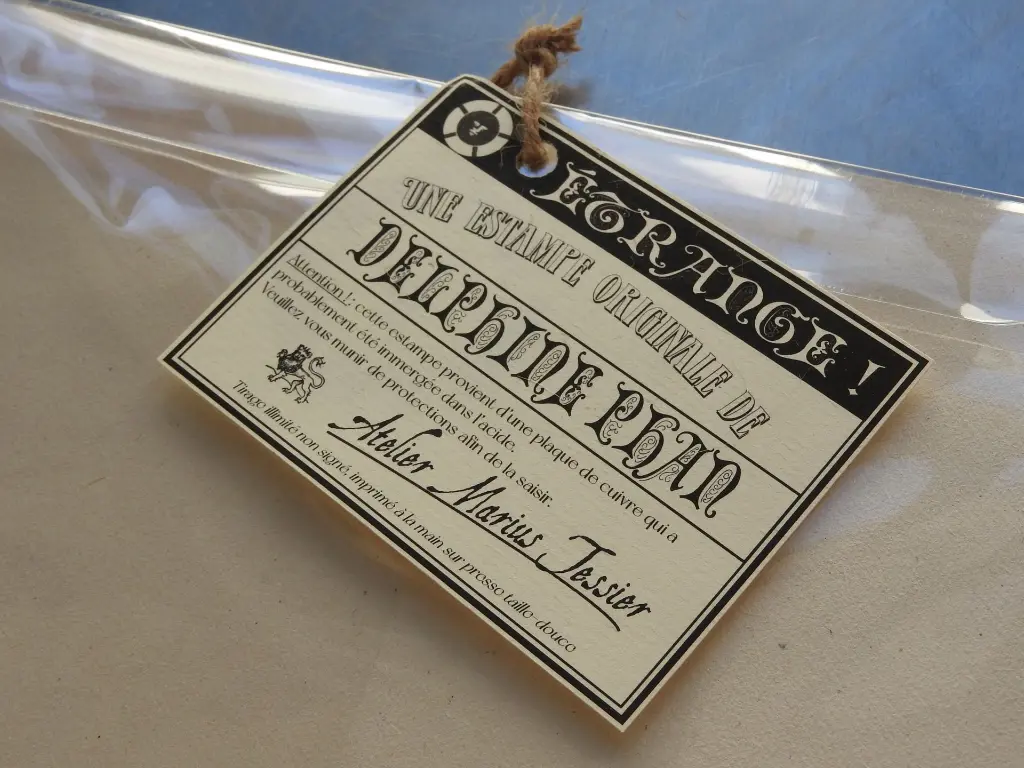 ÉTRANGE !
UNE ESTAMPE ORIGINALE DE
DELPHINE PHAN
Attention ! : cette estampe provient d'une plaque de cuivre qui a
probablement été immergée dans l'acide.
Veuillez vous munir de protections afin de la saisir.
Atelier Marius Tessier
Tirage illimité non signé, imprimé à la main sur presse taille-douce